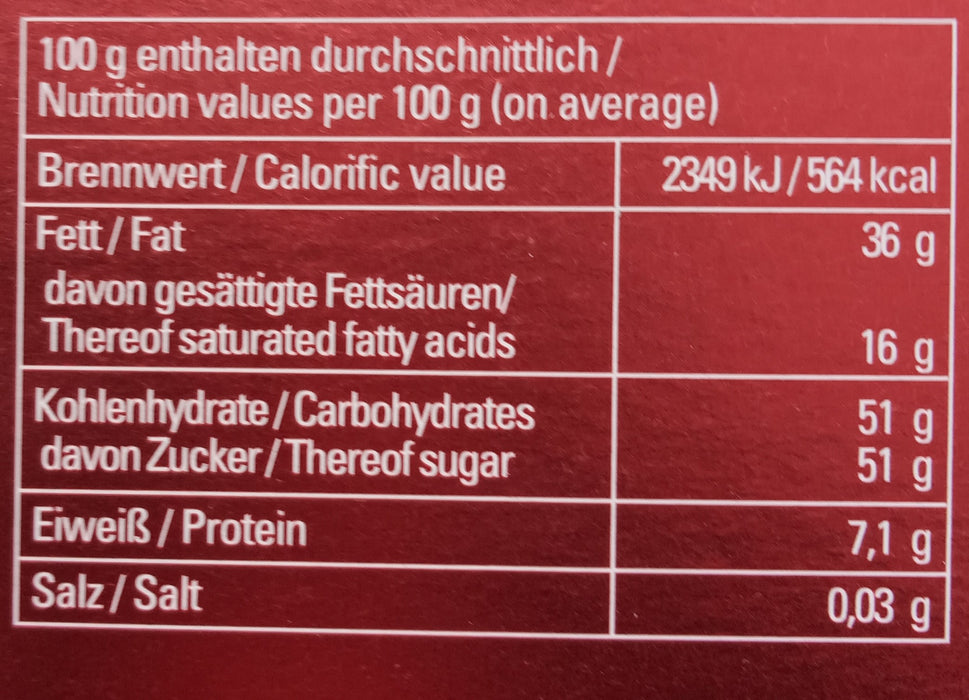 100 g enthalten durchschnittlich /
Nutrition values per 100 g (on average)
Brennwert / Calorific value 2349 kJ / 564 kcal
Fett / Fat 36 g
davon gesättigte Fettsäuren/
Thereof saturated fatty acids 16 g
Kohlenhydrate / Carbohydrates 51 g
davon Zucker / Thereof sugar 51 g
Eiweiß / Protein 7,1 g
Salz / Salt 0,03 g